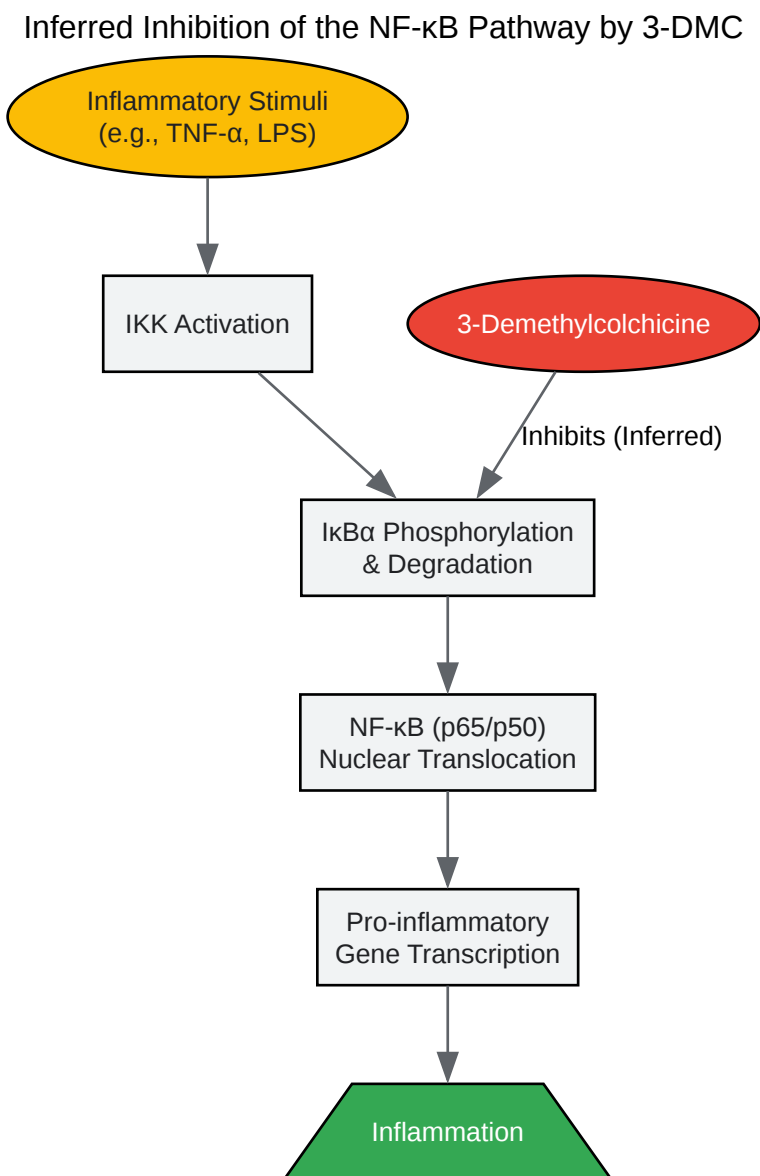 Inferred Inhibition of the NF-κB Pathway by 3-DMC
Inflammatory Stimuli
(e.g., TNF-α, LPS)
IKK Activation
3-Demethylcolchicine
Inhibits (Inferred)
IκBα Phosphorylation
& Degradation
NF-κB (p65/p50)
Nuclear Translocation
Pro-inflammatory
Gene Transcription
Inflammation